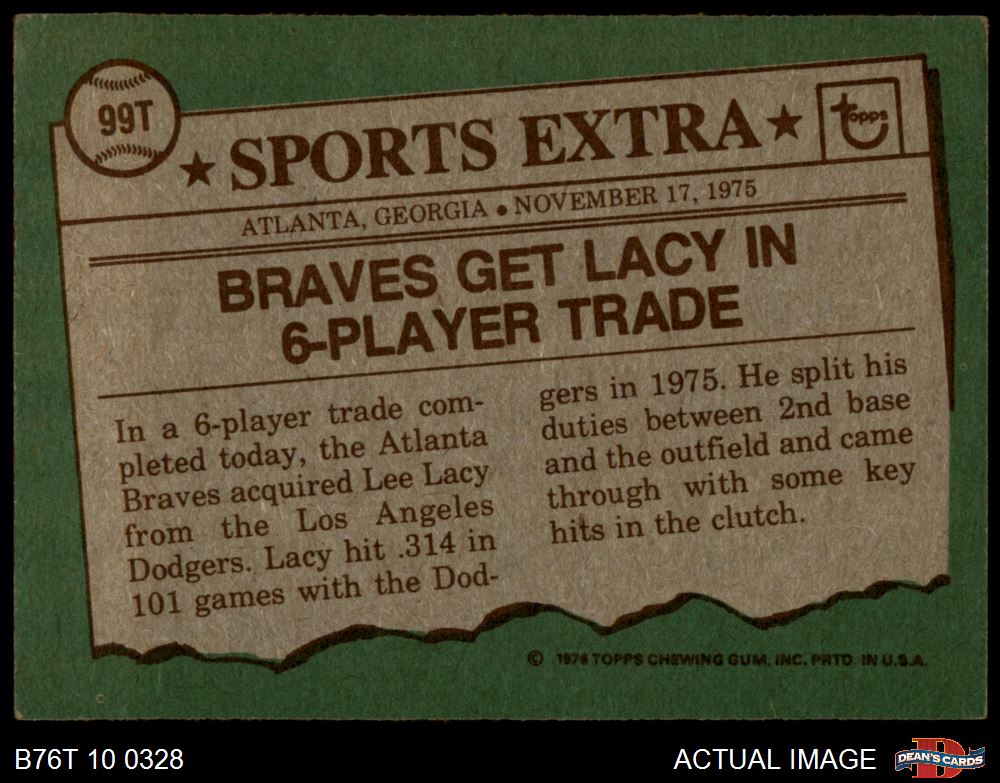 99T
★ SPORTS EXTRA ★
topps
ATLANTA, GEORGIA • NOVEMBER 17, 1975
BRAVES GET LACY IN
6-PLAYER TRADE
In a 6-player trade com-
pleted today, the Atlanta
Braves acquired Lee Lacy
from the Los Angeles
Dodgers. Lacy hit .314 in
101 games with the Dod-
gers in 1975. He split his
duties between 2nd base
and the outfield and came
through with some key
hits in the clutch.
© 1976 TOPPS CHEWING GUM, INC. PRTD. IN U.S.A.
B76T 10 0328
ACTUAL IMAGE
DEAN'S CARDS